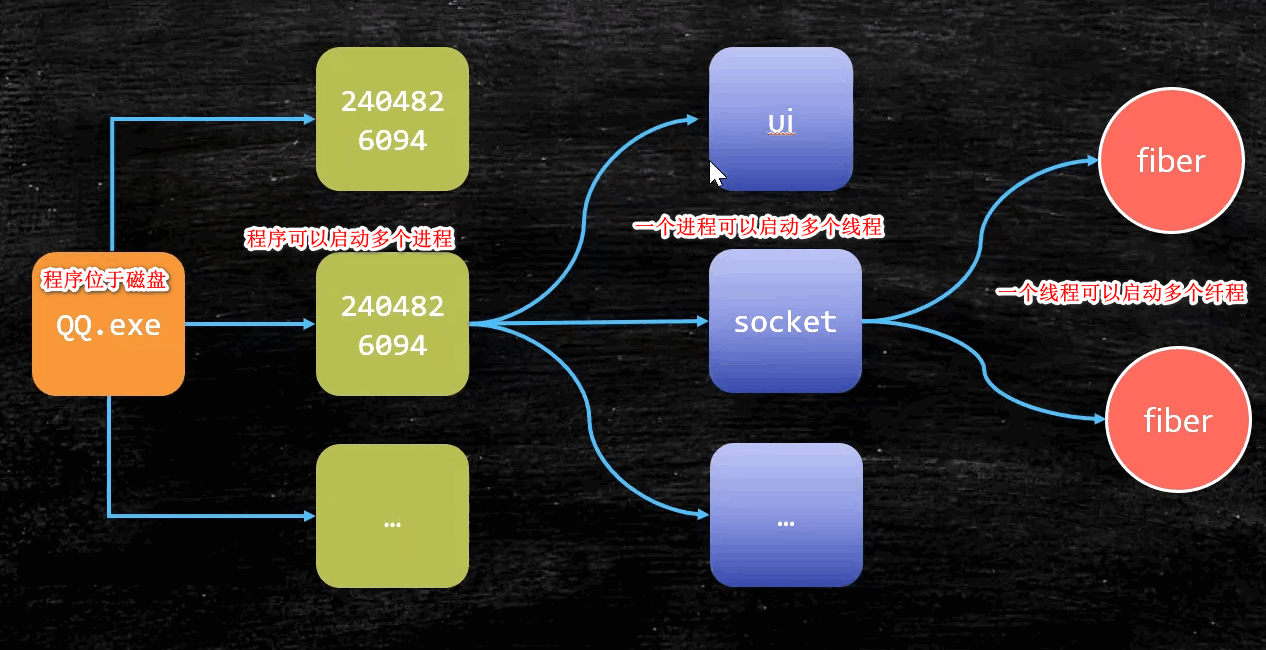 240482
6094
ui
fiber
程序可以启动多个进程
一个进程可以启动多个线程
程序位于磁盘
QQ.exe
240482
6094
socket
一个线程可以启动多个纤程
fiber
…
…